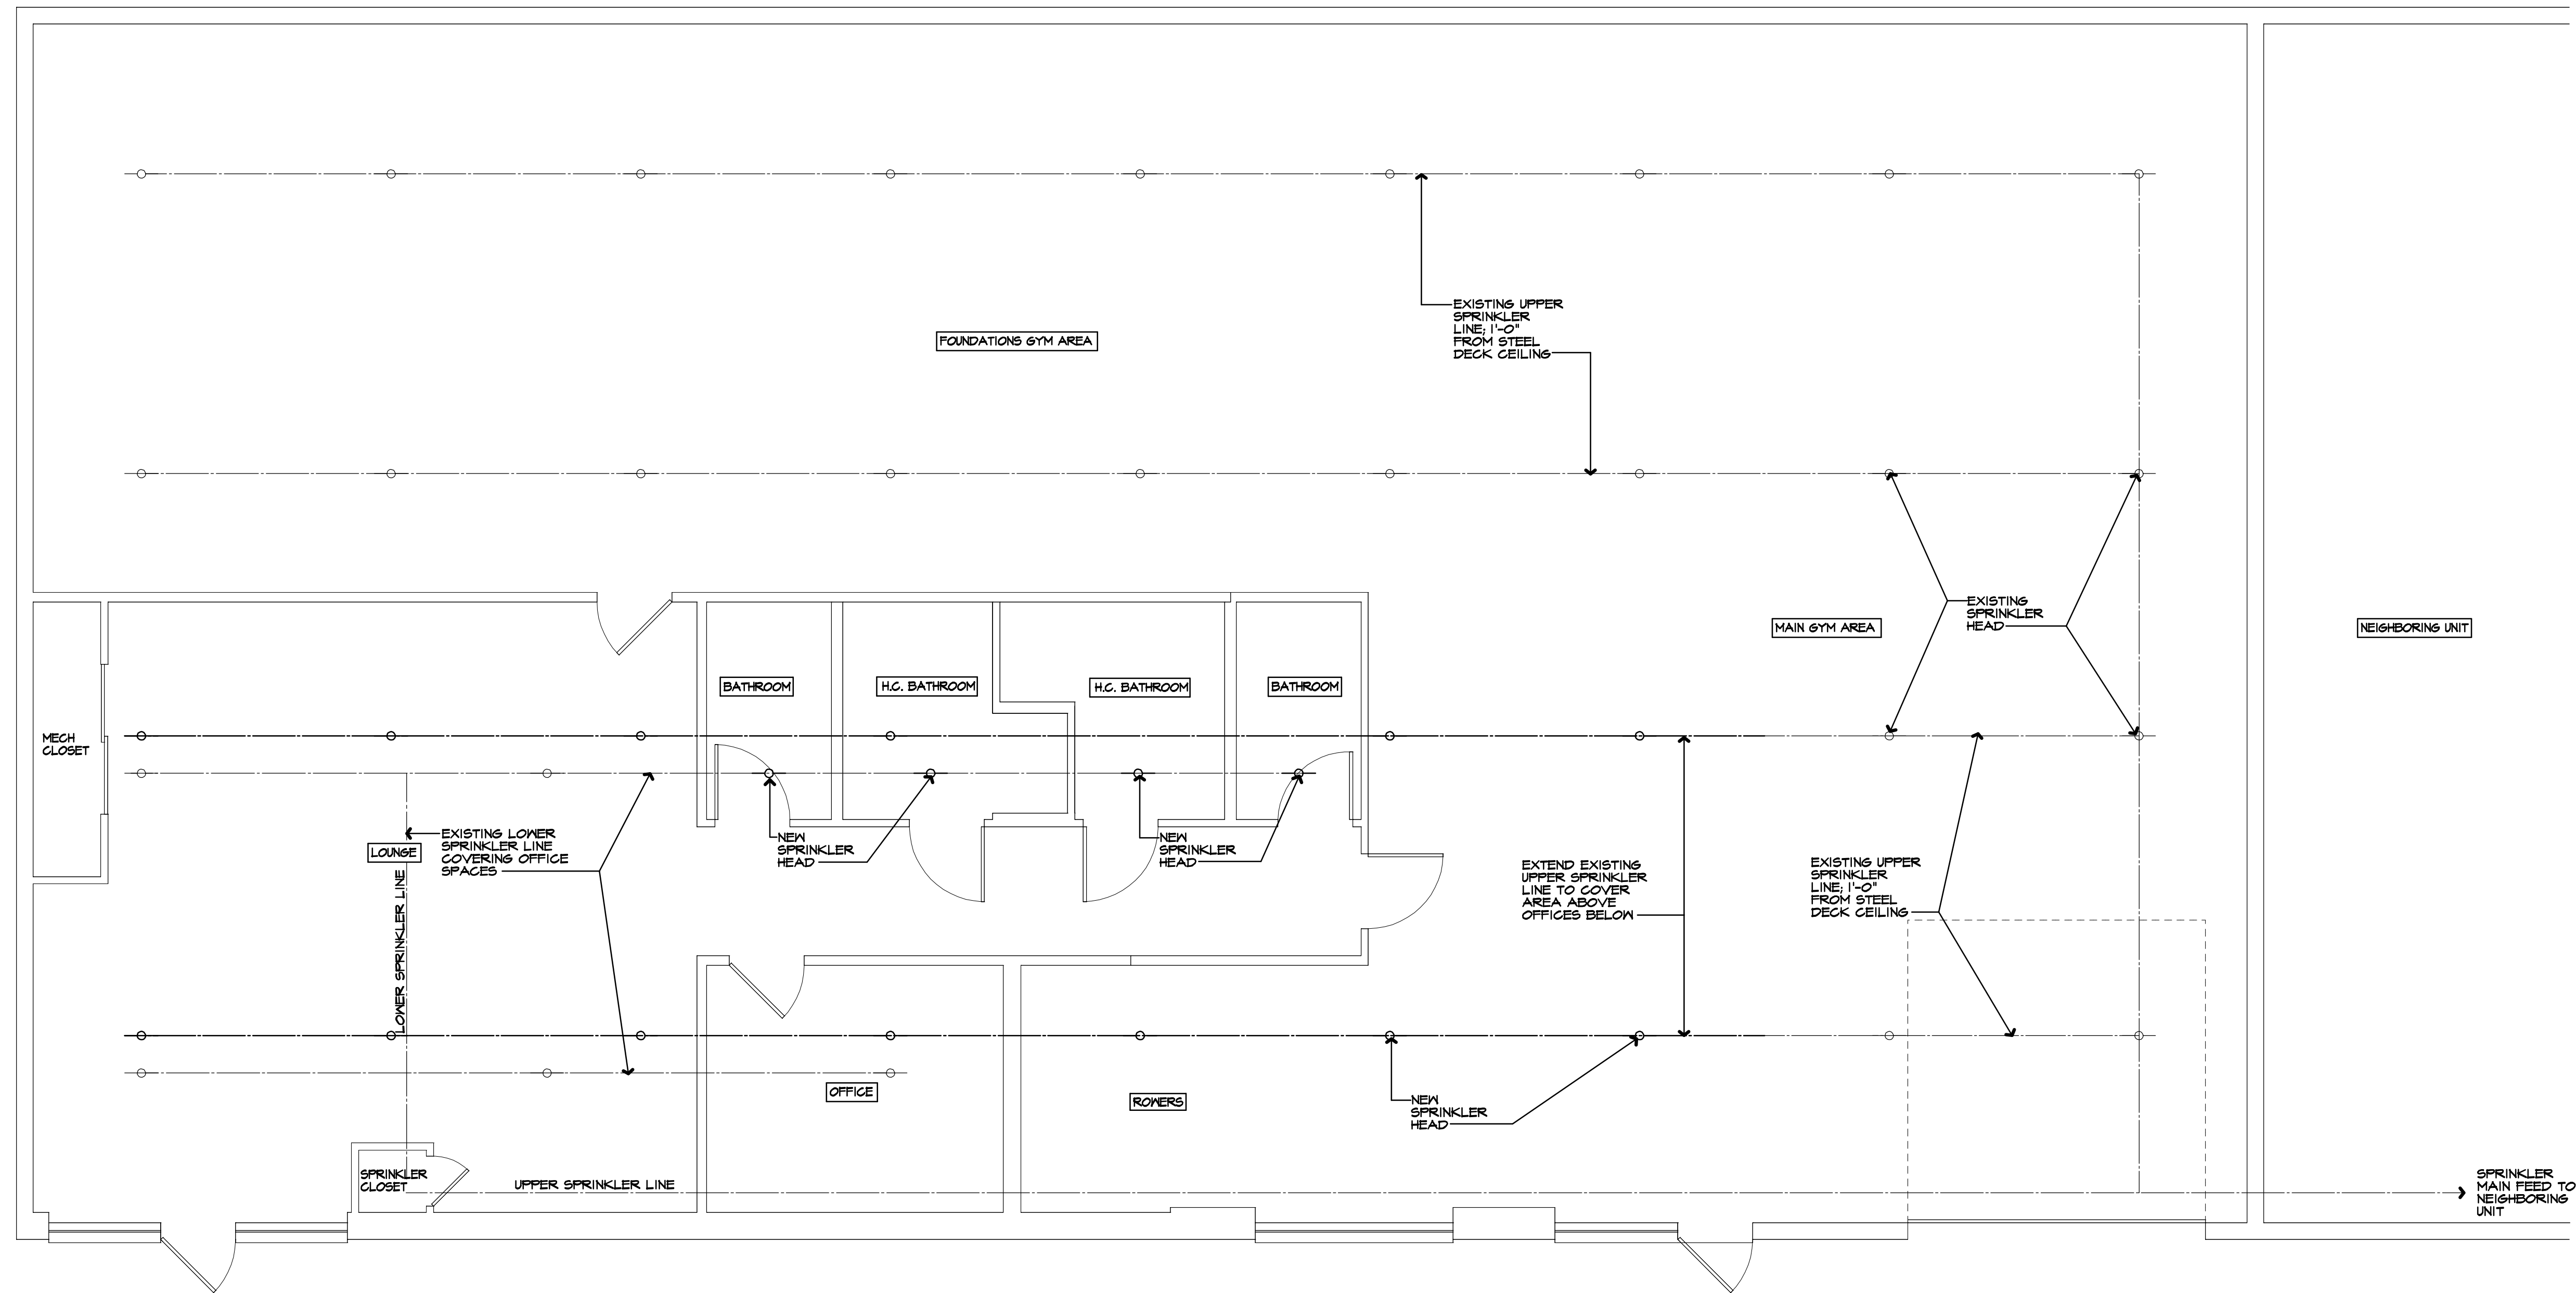 EXISTING UPPER
SPRINKLER
LINE; 1'-0"
FROM STEEL
DECK CEILING
FOUNDATIONS GYM AREA
EXISTING
SPRINKLER
HEAD
MAIN GYM AREA
NEIGHBORING UNIT
BATHROOM
H.C. BATHROOM
H.C. BATHROOM
BATHROOM
MECH
CLOSET
EXISTING LOWER
SPRINKLER LINE
COVERING OFFICE
SPACES
LOUNGE
LOWER SPRINKLER LINE
NEW
SPRINKLER
HEAD
NEW
SPRINKLER
HEAD
EXTEND EXISTING
UPPER SPRINKLER
LINE TO COVER
AREA ABOVE
OFFICES BELOW
EXISTING UPPER
SPRINKLER
LINE; 1'-0"
FROM STEEL
DECK CEILING
OFFICE
ROWERS
NEW
SPRINKLER
HEAD
SPRINKLER
CLOSET
UPPER SPRINKLER LINE
SPRINKLER
MAIN FEED TO
NEIGHBORING
UNIT